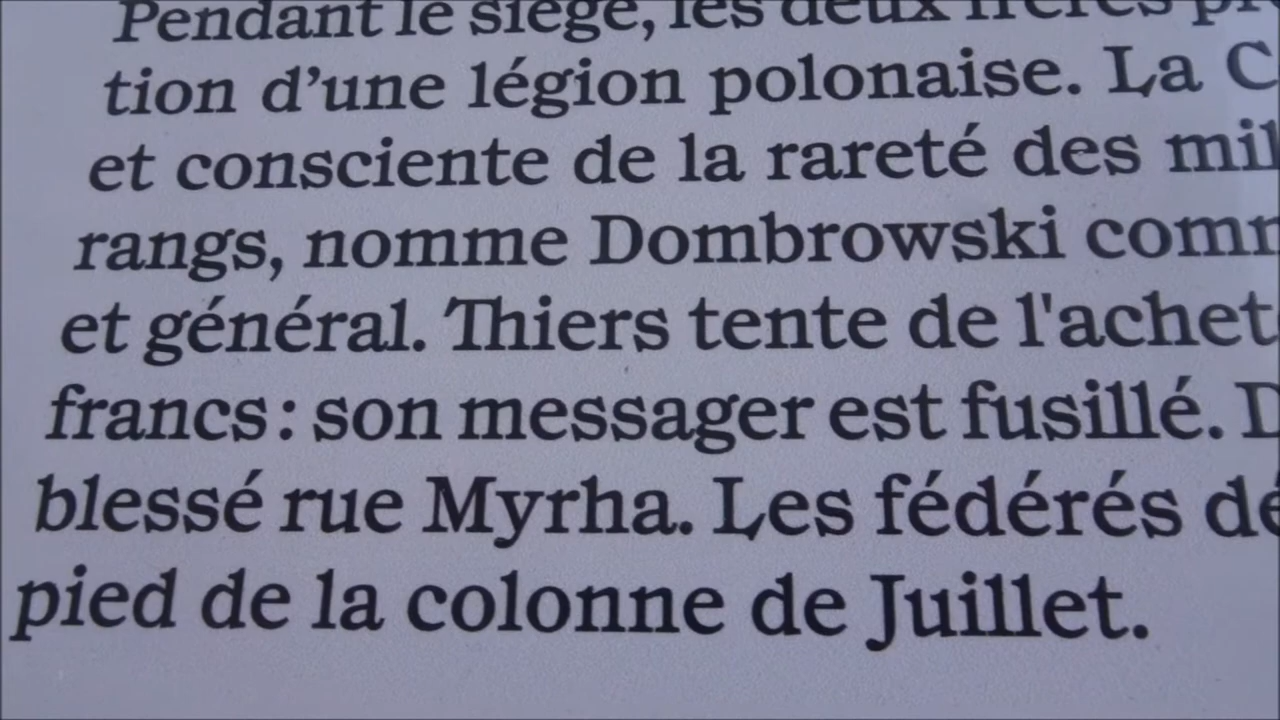 Pendant le siège, les deux frères
tion d’une légion polonaise. La
et consciente de la rareté des
rangs, nomme Dombrowski
et général. Thiers tente de
francs : son messager est fusillé.
blessé rue Myrha. Les fédérés
pied de la colonne de Juillet.